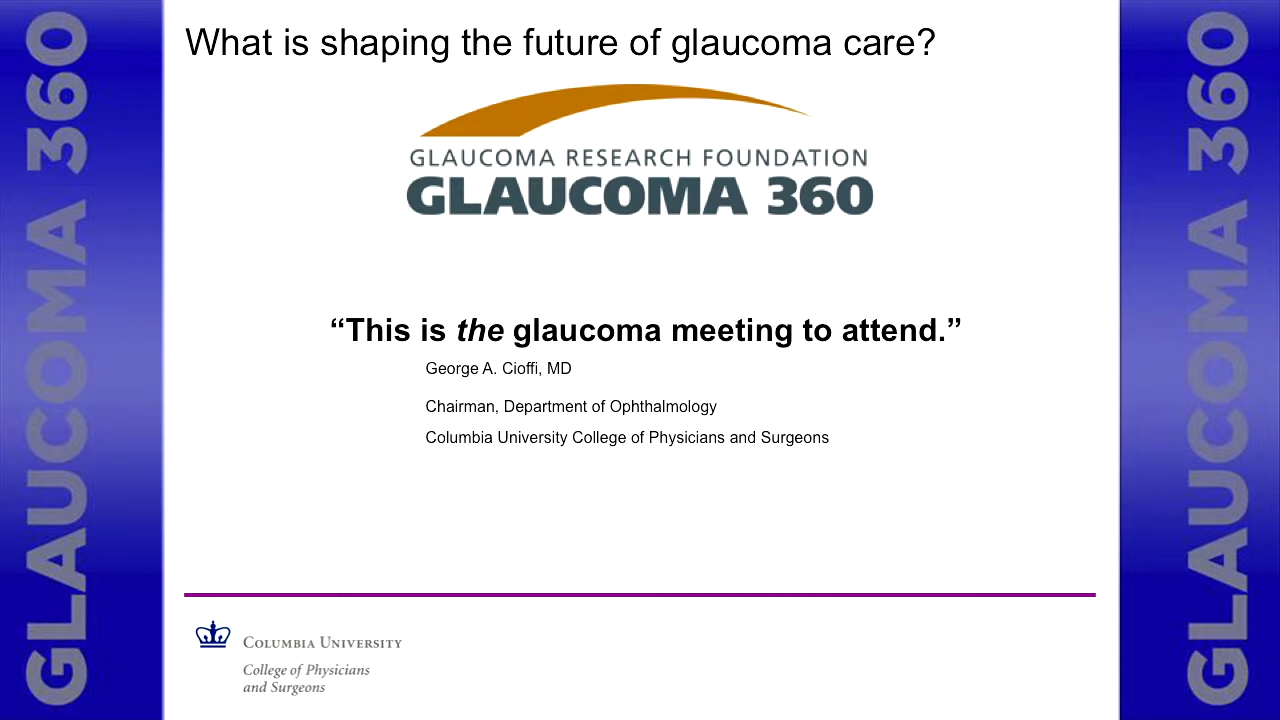 What is shaping the future of glaucoma care?
GLAUCOMA RESEARCH FOUNDATION
GLAUCOMA 360
“This is the glaucoma meeting to attend.”
George A. Cioffi, MD
Chairman, Department of Ophthalmology
Columbia University College of Physicians and Surgeons
COLUMBIA UNIVERSITY
College of Physicians
and Surgeons
GLAUCOMA 360
GLAUCOMA 360